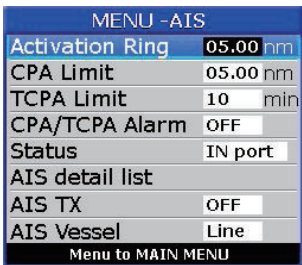 MENU -AIS
Activation Ring 05.00 nm
CPA Limit 05.00 nm
TCPA Limit 10 min
CPA/TCPA Alarm OFF
Status IN port
AIS detail list
AIS TX OFF
AIS Vessel Line
Menu to MAIN MENU